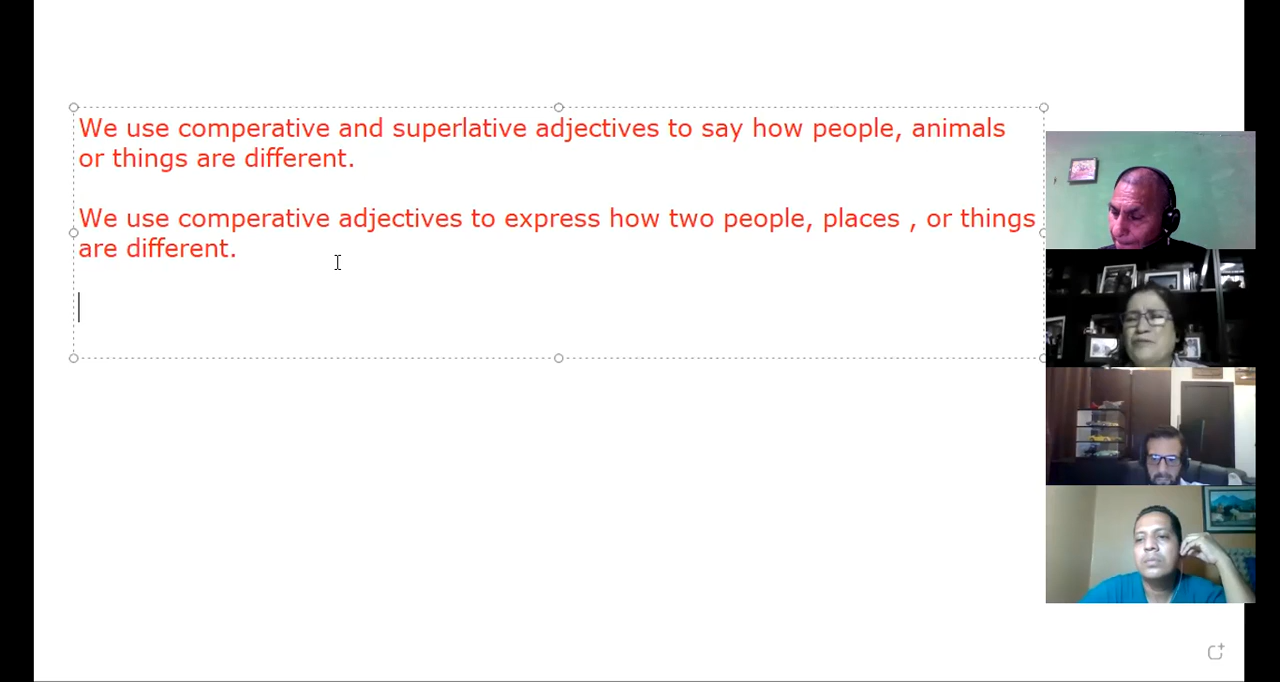 We use comperative and superlative adjectives to say how people, animals
or things are different.
We use comperative adjectives to express how two people, places , or things
are different.